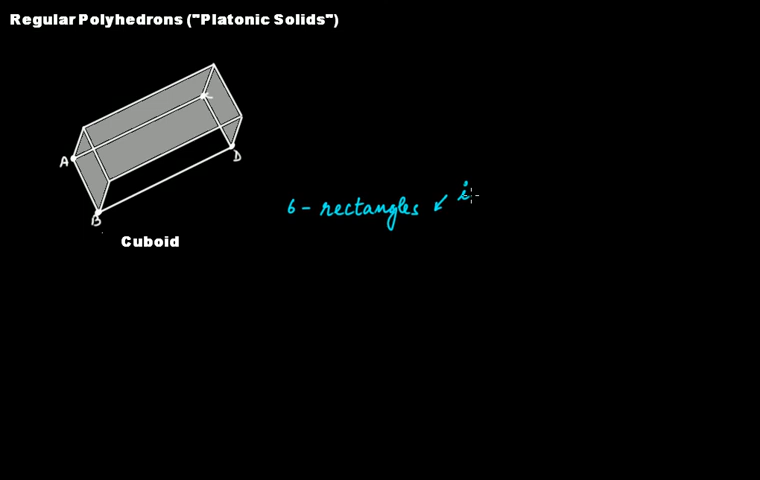 Regular Polyhedrons ("Platonic Solids")
A
D
B
6 - rectangles
Cuboid